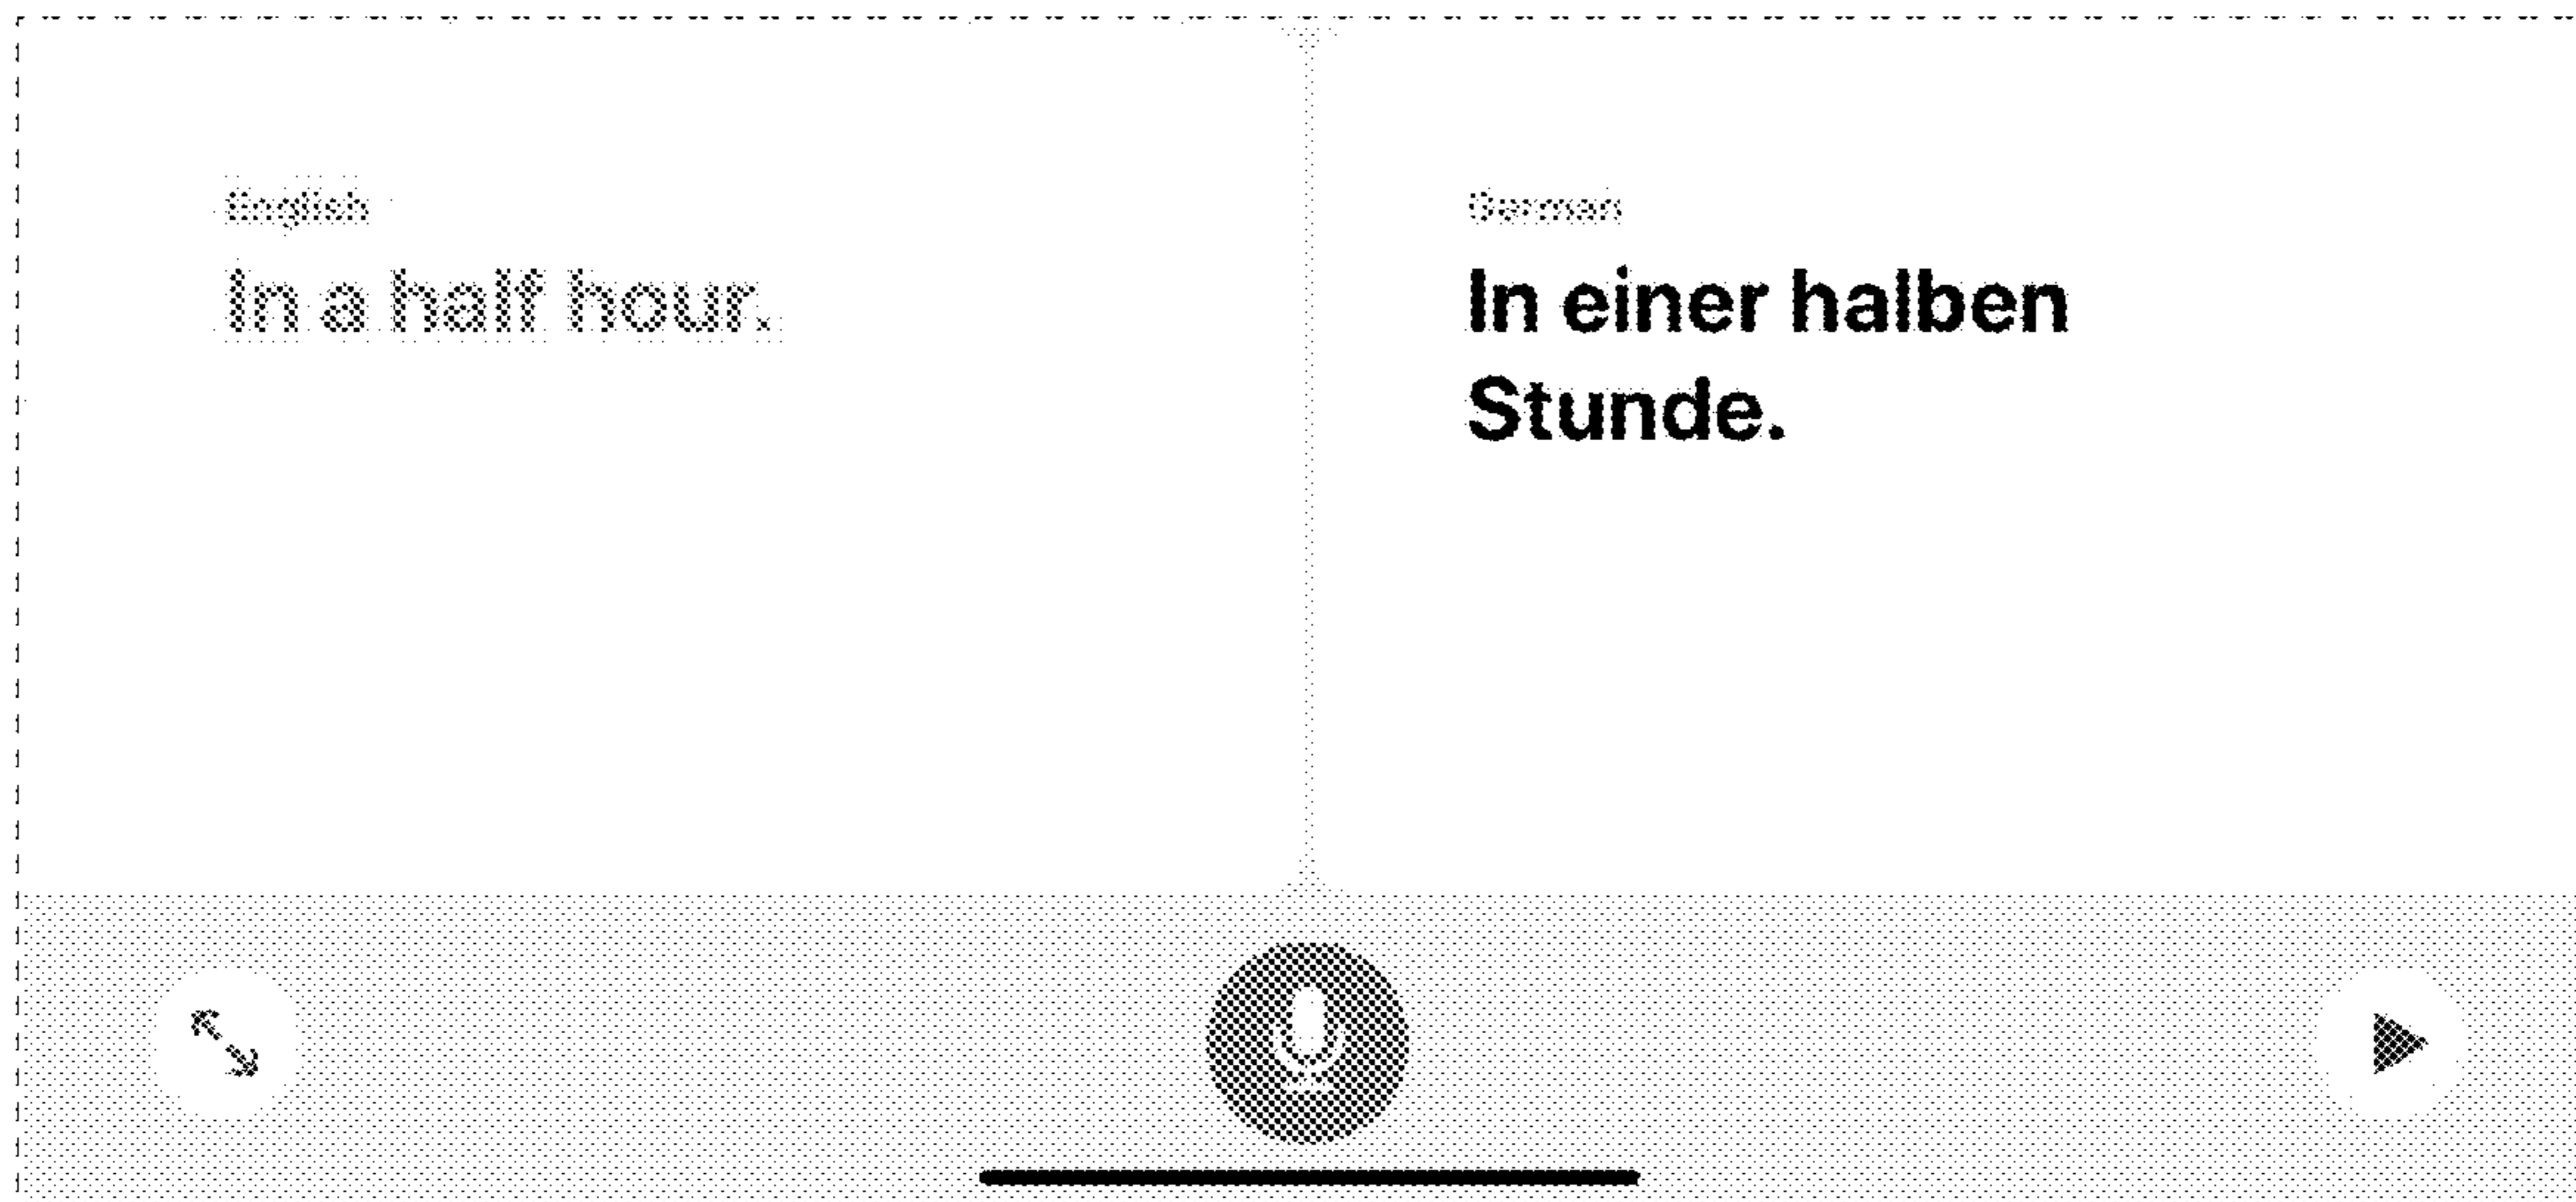 English
In a half hour.
German
In einer halben
Stunde.